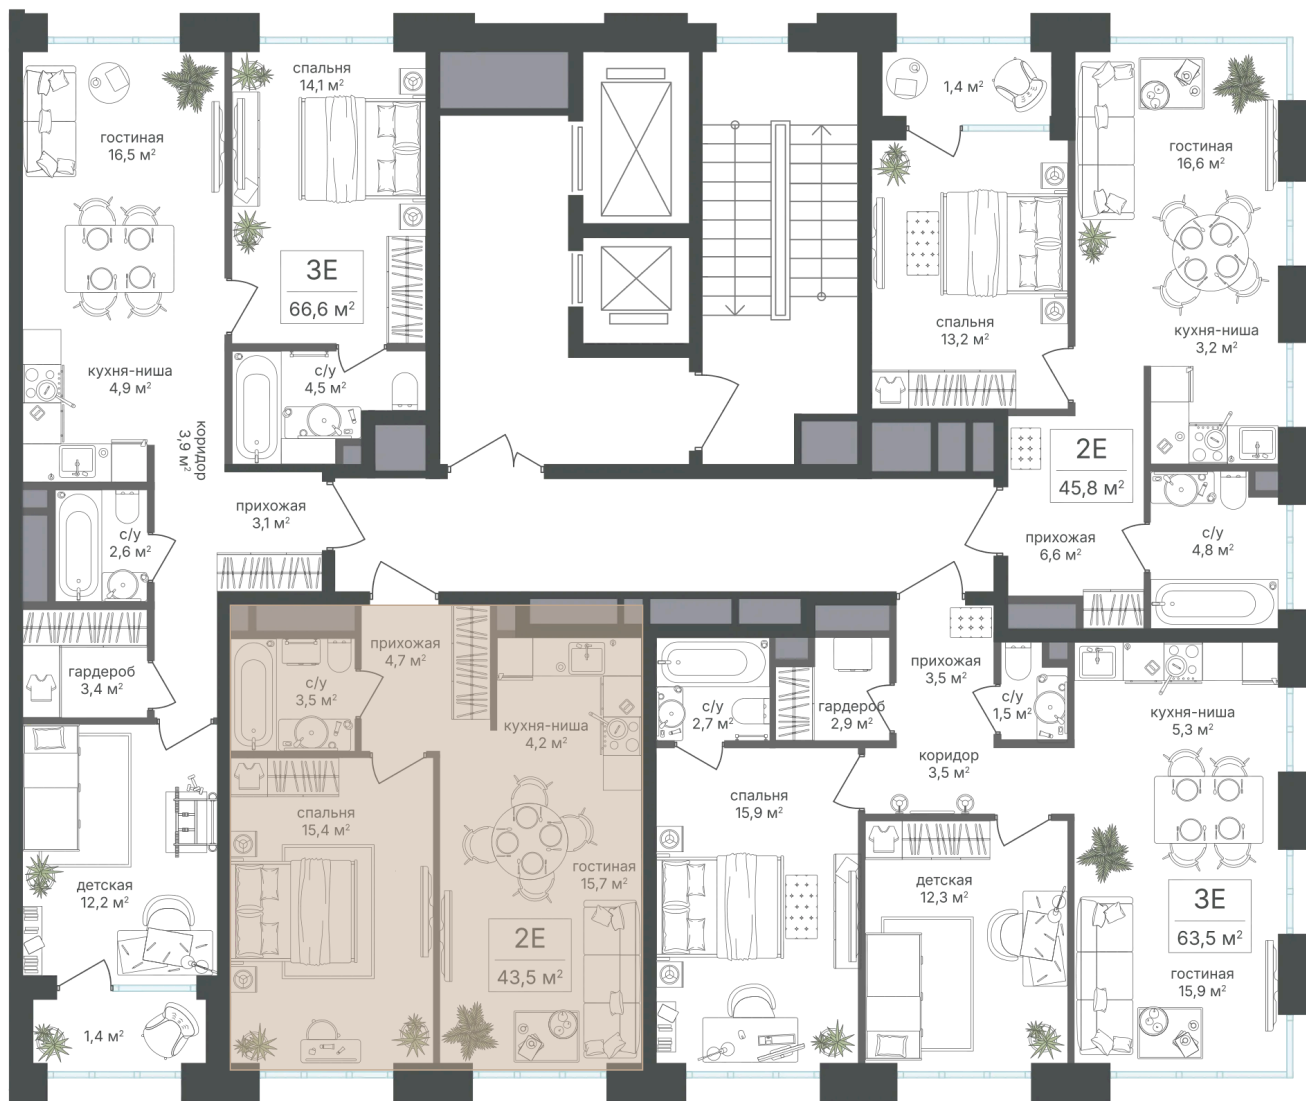 спальня
14,1 м²
гостиная
16,5 м²
3Е
66,6 м²
кухня-ниша
4,9 м²
с/у
4,5 м²
коридор
3,9 м²
прихожая
3,1 м²
с/у
2,6 м²
гардероб
3,4 м²
детская
12,2 м²
1,4 м²
1,4 м²
гостиная
16,6 м²
спальня
13,2 м²
кухня-ниша
3,2 м²
2Е
45,8 м²
прихожая
6,6 м²
с/у
4,8 м²
прихожая
4,7 м²
с/у
3,5 м²
кухня-ниша
4,2 м²
спальня
15,4 м²
гостиная
15,7 м²
2Е
43,5 м²
с/у
2,7 м²
гардероб
2,9 м²
прихожая
3,5 м²
с/у
1,5 м²
коридор
3,5 м²
кухня-ниша
5,3 м²
спальня
15,9 м²
детская
12,3 м²
3Е
63,5 м²
гостиная
15,9 м²